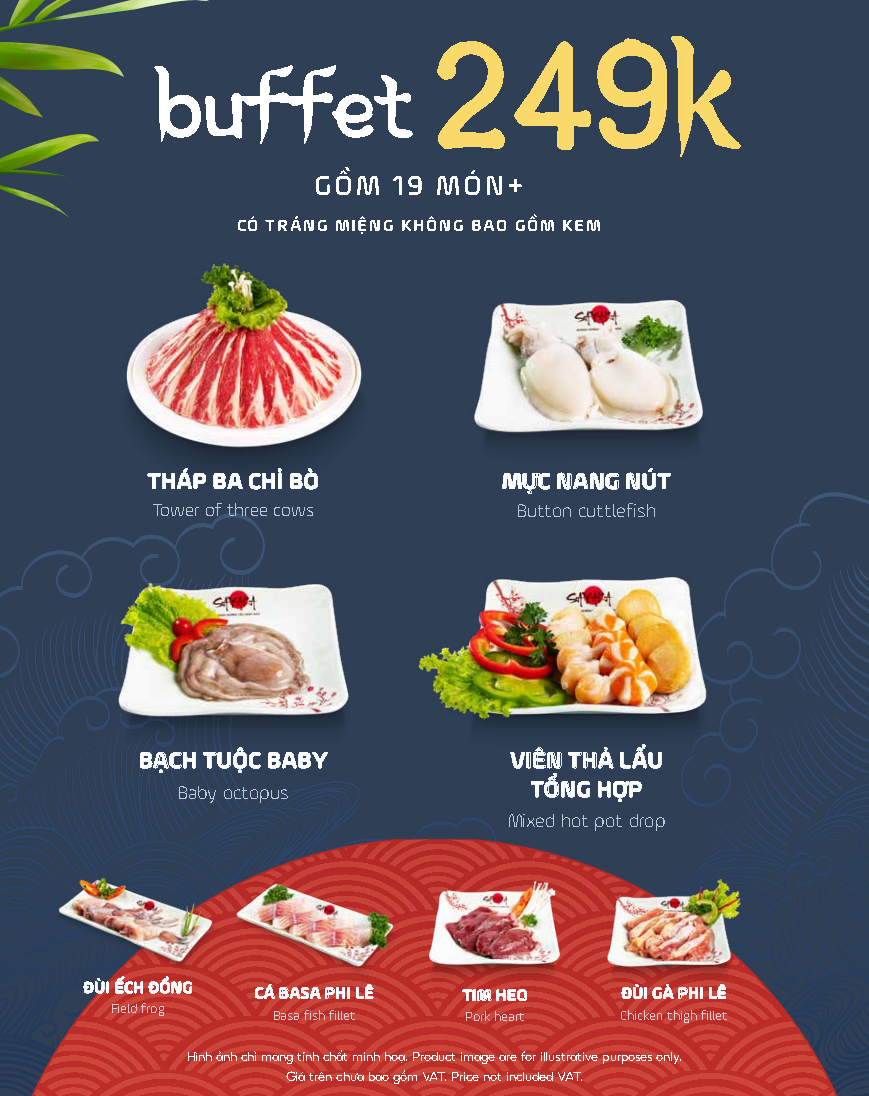 buffet 249k
GỒM 19 MÓN+
CÓ TRÁNG MIỆNG KHÔNG BAO GỒM KEM
THÁP BA CHỈ BÒ
Tower of three cows
MỰC NANG NÚT
Button cuttlefish
BẠCH TUỘC BABY
Baby octopus
VIÊN THẢ LẨU
TỔNG HỢP
Mixed hot pot drop
ĐÙI ẾCH ĐỒNG
Field frog
CÁ BASA PHI LÊ
Basa fish fillet
TIM HEO
Pork heart
ĐÙI GÀ PHI LÊ
Chicken thigh fillet
Hình ảnh chỉ mang tính chất minh hoạ. Product image are for illustrative purposes only.
Giá trên chưa bao gồm VAT. Price not included VAT.